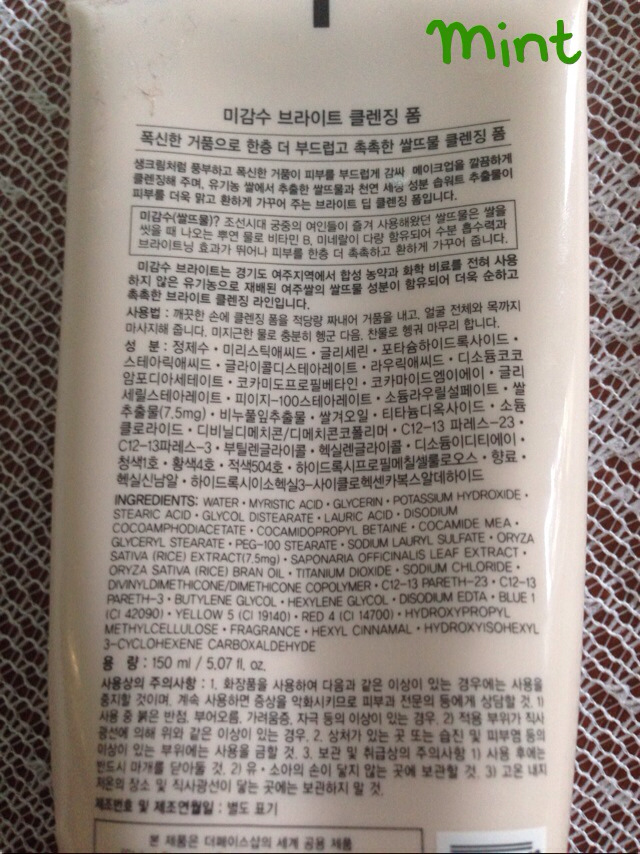 mint
미감수 브라이트 클렌징 폼
폭신한 거품으로 한층 더 부드럽고 촉촉한 쌀뜨물 클렌징 폼
생크림처럼 풍부하고 폭신한 거품이 피부를 부드럽게 감싸 메이크업을 깔끔하게
클렌징해 주며, 유기농 쌀에서 추출한 쌀뜨물과 천연 세정 성분 솝워트 추출물이
피부를 더욱 맑고 환하게 가꾸어 주는 브라이트 딥 클렌징 폼입니다.
미감수(쌀뜨물)? 조선시대 궁중의 여인들이 즐겨 사용해왔던 쌀뜨물은 쌀을
씻을 때 나오는 뿌연 물로 비타민 B, 미네랄이 다량 함유되어 수분 흡수력과
브라이트닝 효과가 뛰어나 피부를 한층 더 촉촉하고 환하게 가꾸어 줍니다.
미감수 브라이트는 경기도 여주지역에서 합성 농약과 화학 비료를 전혀 사용
하지 않은 유기농으로 재배된 여주쌀의 쌀뜨물 성분이 함유되어 더욱 순하고
촉촉한 브라이트 클렌징 라인입니다.
사용법 : 깨끗한 손에 클렌징 폼을 적당량 짜내어 거품을 내고, 얼굴 전체와 목까지
마사지해 줍니다. 미지근한 물로 충분히 헹군 다음, 찬물로 헹궈 마무리 합니다.
성 분 : 정제수 · 미리스틱애씨드 · 글리세린 · 포타슘하이드록사이드 ·
스테아릭애씨드 · 글라이콜디스테아레이트 · 라우릭애씨드 · 디소듐코코
암포디아세테이트 · 코카미도프로필베타인 · 코카마이드엠이에이 · 글리
세릴스테아레이트 · 피이지-100스테아레이트 · 소듐라우릴설페이트 · 쌀
추출물(7.5mg) · 비누풀잎추출물 · 쌀겨오일 · 티타늄디옥사이드 · 소듐
클로라이드 · 디비닐디메치콘/디메치콘코폴리머 · C12-13 파레스-23 ·
C12-13파레스-3 · 부틸렌글라이콜 · 헥실렌글라이콜 · 디소듐이디티에이 ·
청색1호 · 황색4호 · 적색504호 · 하이드록시프로필메칠셀룰로오스 · 향료 ·
헥실신남알 · 하이드록시이소헥실3-사이클로헥센카복스알데하이드
INGREDIENTS: WATER · MYRISTIC ACID · GLYCERIN · POTASSIUM HYDROXIDE ·
STEARIC ACID · GLYCOL DISTEARATE · LAURIC ACID · DISODIUM
COCOAMPHODIACETATE · COCAMIDOPROPYL BETAINE · COCAMIDE MEA ·
GLYCERYL STEARATE · PEG-100 STEARATE · SODIUM LAURYL SULFATE · ORYZA
SATIVA (RICE) EXTRACT(7.5mg) · SAPONARIA OFFICINALIS LEAF EXTRACT ·
ORYZA SATIVA (RICE) BRAN OIL · TITANIUM DIOXIDE · SODIUM CHLORIDE ·
DIVINYLDIMETHICONE/DIMETHICONE COPOLYMER · C12-13 PARETH-23 · C12-13
PARETH-3 · BUTYLENE GLYCOL · HEXYLENE GLYCOL · DISODIUM EDTA · BLUE 1
(CI 42090) · YELLOW 5 (CI 19140) · RED 4 (CI 14700) · HYDROXYPROPYL
METHYLCELLULOSE · FRAGRANCE · HEXYL CINNAMAL · HYDROXYISOHEXYL
3-CYCLOHEXENE CARBOXALDEHYDE
용 량 : 150 ml / 5.07 fl. oz.
사용상의 주의사항 : 1. 화장품을 사용하여 다음과 같은 이상이 있는 경우에는 사용을
중지할 것이며, 계속 사용하면 증상을 악화시키므로 피부과 전문의 등에게 상담할 것. 1)
사용 중 붉은 반점, 부어오름, 가려움증, 자극 등의 이상이 있는 경우. 2) 적용 부위가 직사
광선에 의해 위와 같은 이상이 있는 경우. 2. 상처가 있는 곳 또는 습진 및 피부염 등의
이상이 있는 부위에는 사용을 금할 것. 3. 보관 및 취급상의 주의사항 1) 사용 후에는
반드시 마개를 닫아둘 것. 2) 유 · 소아의 손이 닿지 않는 곳에 보관할 것. 3) 고온 내지
저온의 장소 및 직사광선이 닿는 곳에는 보관하지 말 것.
제조번호 및 제조연월일 : 별도 표기
본 제품은 더페이스샵의 세계 공용 제품